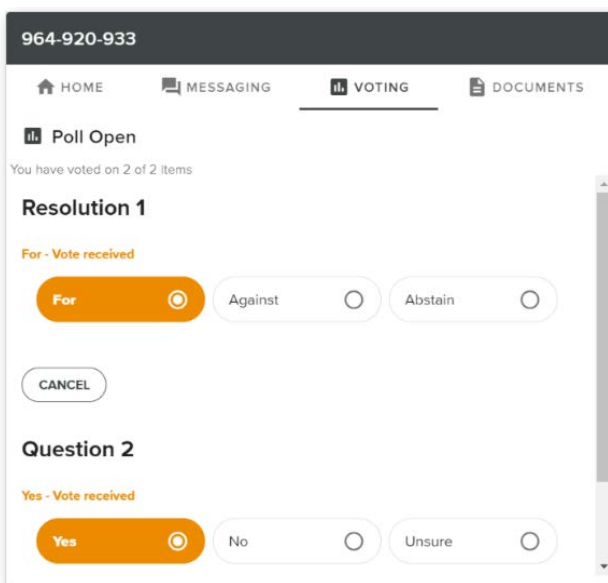 964-920-933
HOME MESSAGING VOTING DOCUMENTS
Poll Open
You have voted on 2 of 2 items
Resolution 1
For - Vote received
For Against Abstain
CANCEL
Question 2
Yes - Vote received
Yes No Unsure